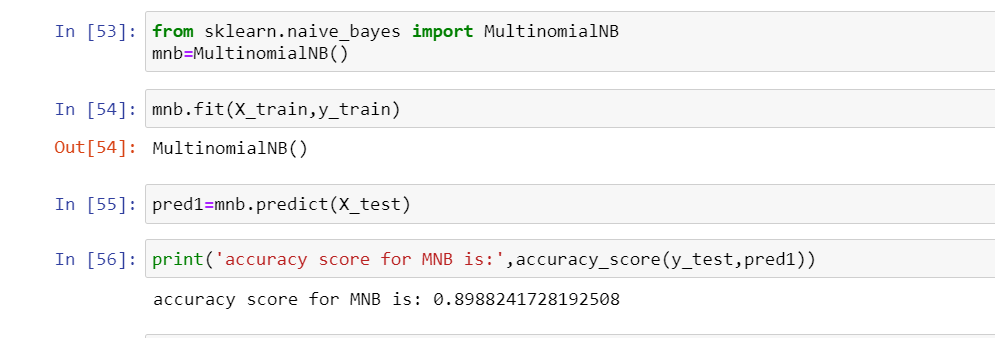 In [53]: from sklearn.naive_bayes import MultinomialNB
mnb=MultinomialNB()
In [54]: mnb.fit(X_train,y_train)
Out[54]: MultinomialNB()
In [55]: pred1=mnb.predict(X_test)
In [56]: print('accuracy score for MNB is:',accuracy_score(y_test,pred1))
accuracy score for MNB is: 0.8988241728192508